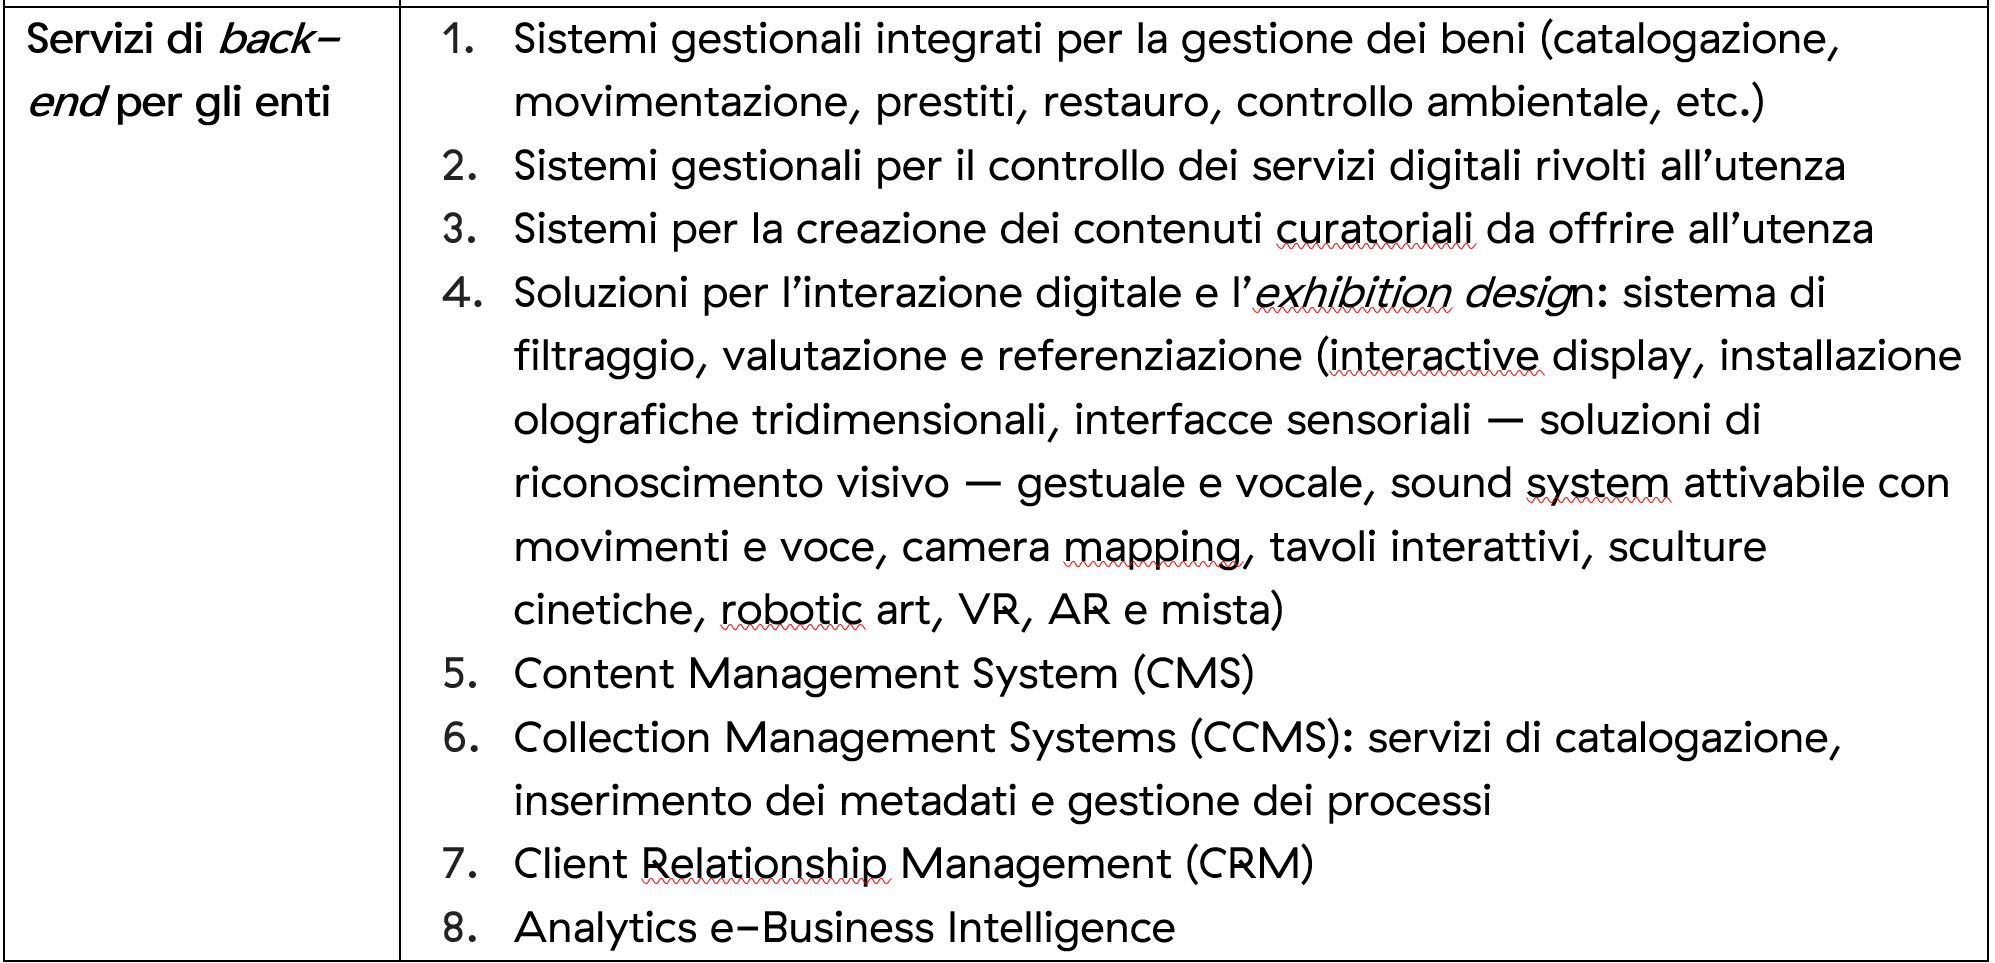 Servizi di back-
end per gli enti
1. Sistemi gestionali integrati per la gestione dei beni (catalogazione,
movimentazione, prestiti, restauro, controllo ambientale, etc.)
2. Sistemi gestionali per il controllo dei servizi digitali rivolti all’utenza
3. Sistemi per la creazione dei contenuti curatoriali da offrire all’utenza
4. Soluzioni per l’interazione digitale e l’exhibition design: sistema di
filtraggio, valutazione e referenziazione (interactive display, installazione
olografiche tridimensionali, interfacce sensoriali – soluzioni di
riconoscimento visivo – gestuale e vocale, sound system attivabile con
movimenti e voce, camera mapping, tavoli interattivi, sculture
cinetiche, robotic art, VR, AR e mista)
5. Content Management System (CMS)
6. Collection Management Systems (CCMS): servizi di catalogazione,
inserimento dei metadati e gestione dei processi
7. Client Relationship Management (CRM)
8. Analytics e-Business Intelligence